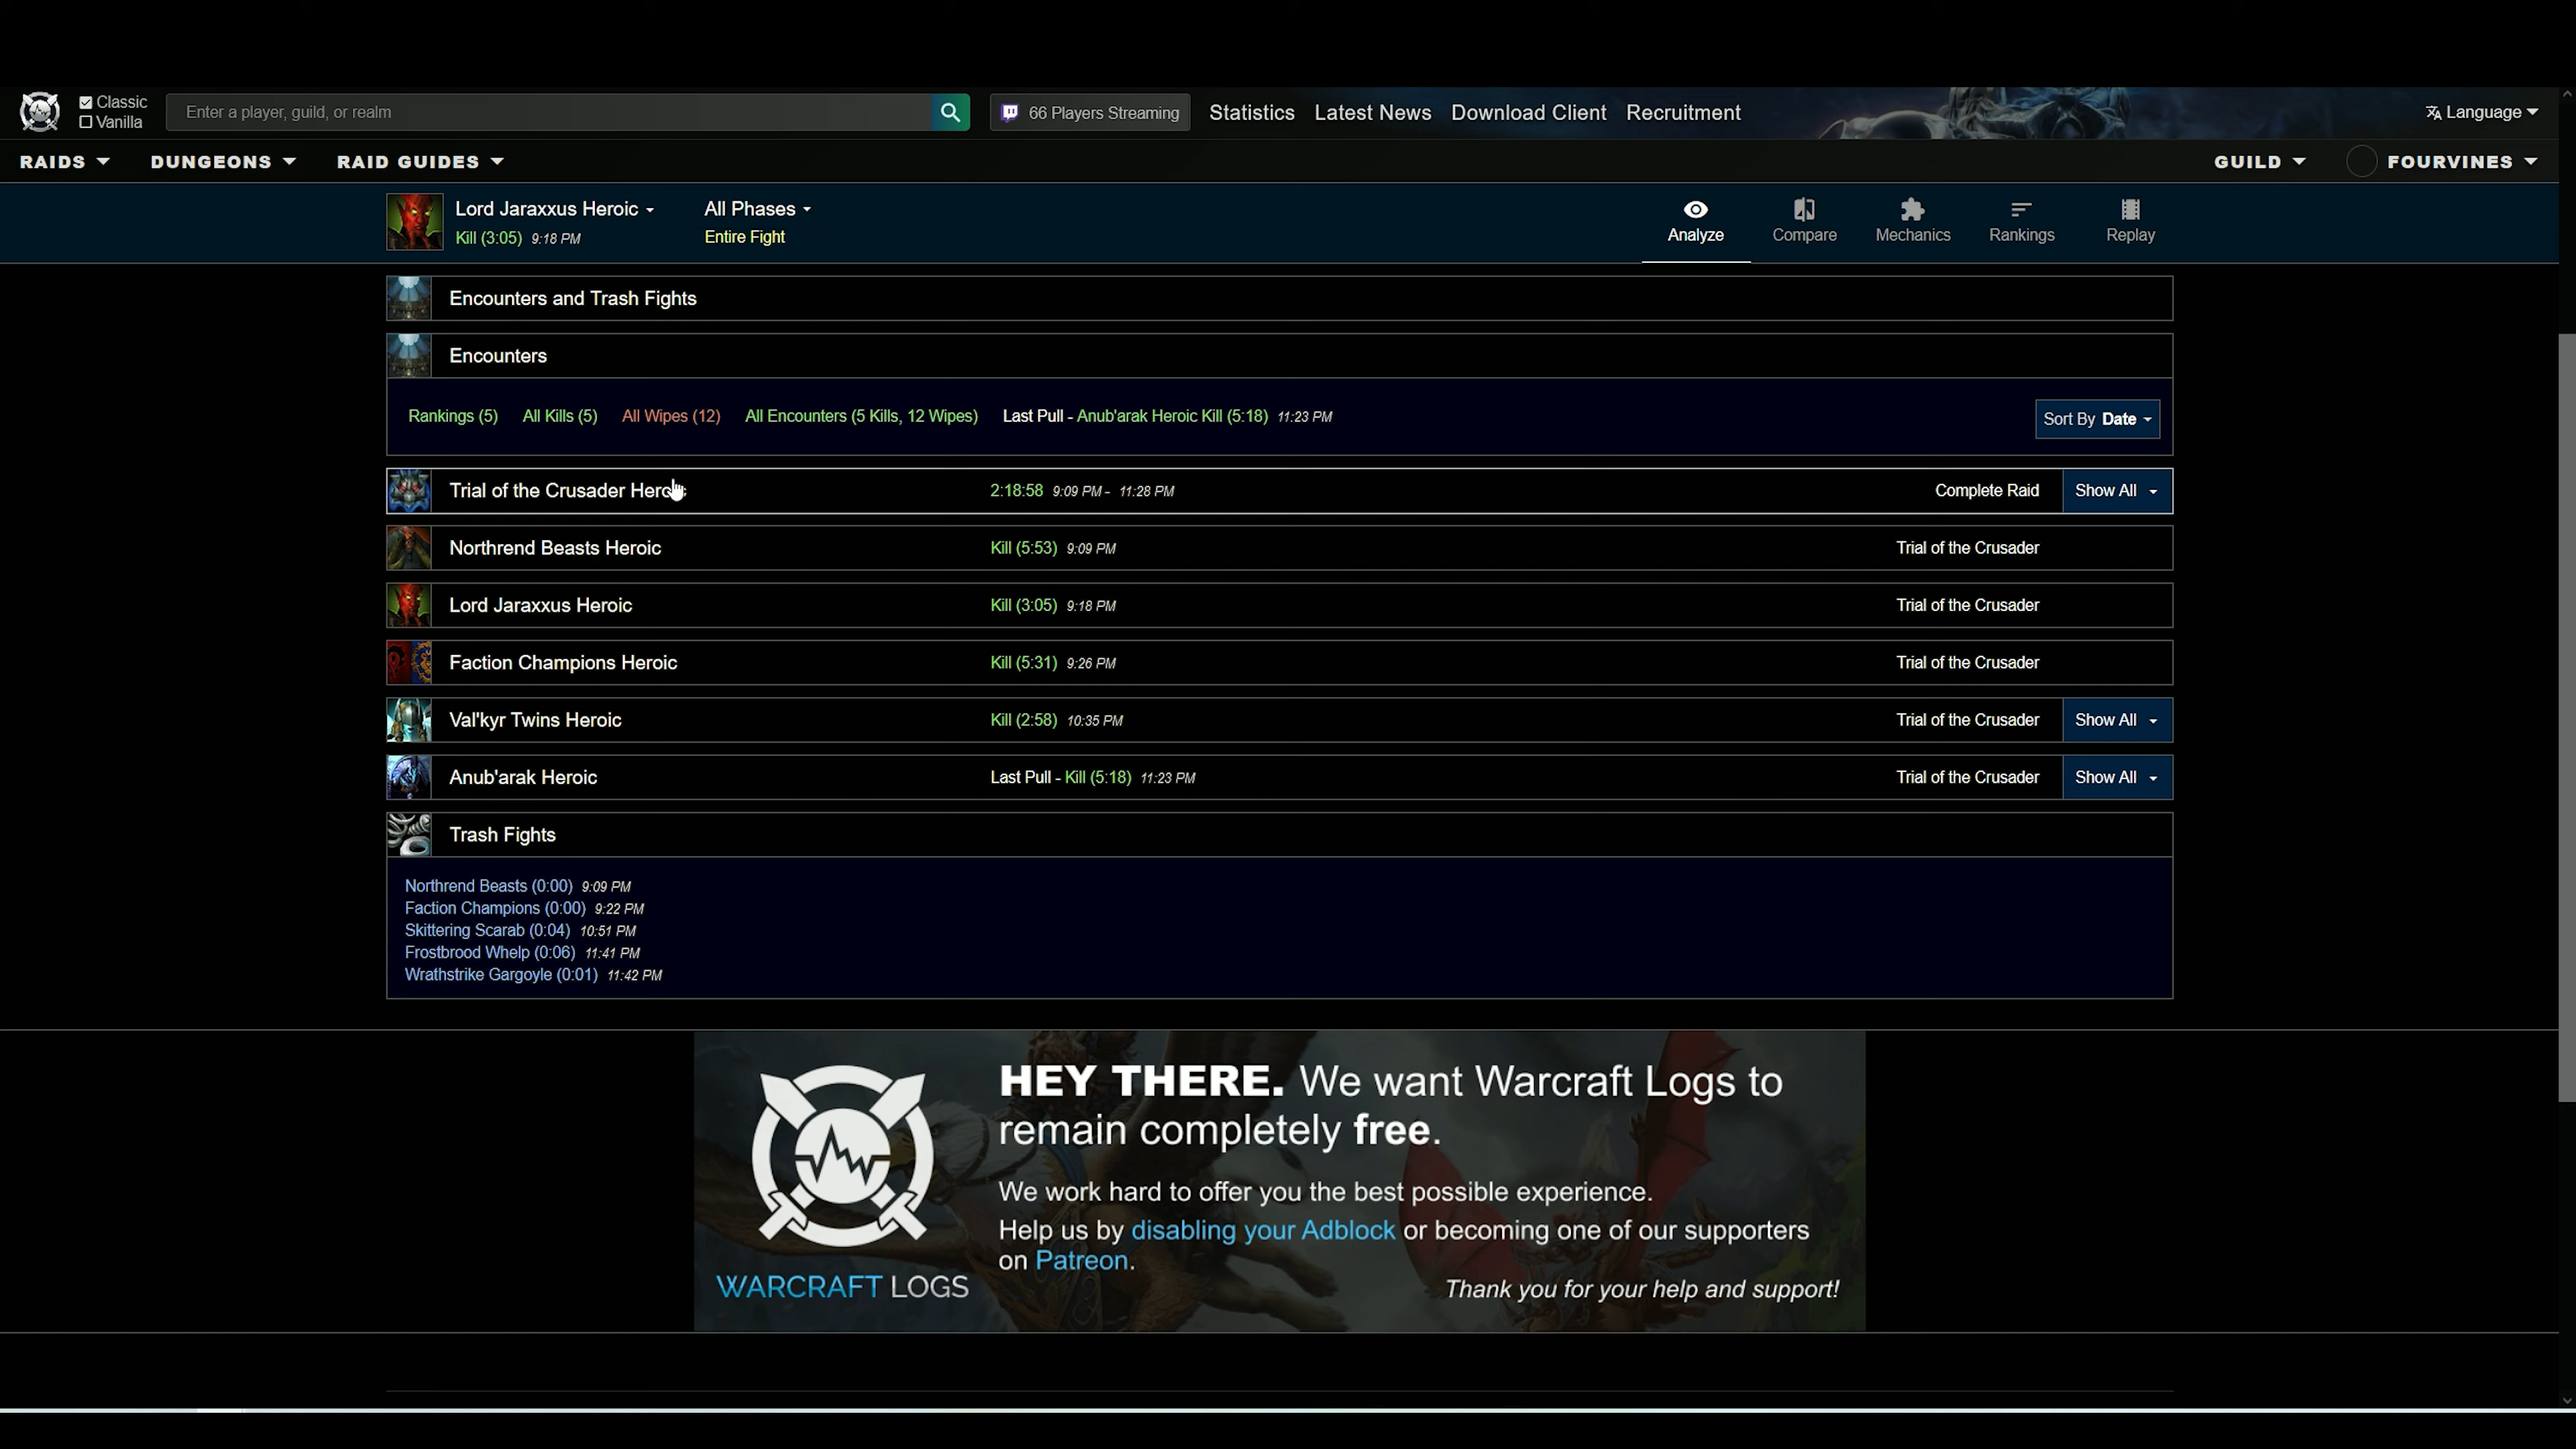 Classic
Vanilla
Enter a player, guild, or realm
66 Players Streaming
Statistics
Latest News
Download Client
Recruitment
Language
RAIDS
DUNGEONS
RAID GUIDES
GUILD
FOURVINES
Lord Jaraxxus Heroic
Kill (3:05) 9:18 PM
All Phases
Entire Fight
Analyze
Compare
Mechanics
Rankings
Replay
Encounters and Trash Fights
Encounters
Rankings (5) All Kills (5) All Wipes (12) All Encounters (5 Kills, 12 Wipes) Last Pull - Anub'arak Heroic Kill (5:18) 11:23 PM
Sort By Date
Trial of the Crusader 2:18:58 9:09 PM - 11:28 PM Complete Raid Show All
Northrend Beasts Heroic Kill (5:53) 9:09 PM Trial of the Crusader
Lord Jaraxxus Heroic Kill (3:05) 9:18 PM Trial of the Crusader
Faction Champions Heroic Kill (5:31) 9:26 PM Trial of the Crusader
Val'kyr Twins Heroic Kill (2:58) 10:35 PM Trial of the Crusader Show All
Anub'arak Heroic Last Pull - Kill (5:18) 11:23 PM Trial of the Crusader Show All
Trash Fights
Northrend Beasts (0:00) 9:09 PM
Faction Champions (0:00) 9:22 PM
Skittering Scarab (0:04) 10:51 PM
Frostbrood Whelp (0:06) 11:41 PM
Wrathstrike Gargoyle (0:01) 11:42 PM
HEY THERE. We want Warcraft Logs to
remain completely free.
We work hard to offer you the best possible experience.
Help us by disabling your Adblock or becoming one of our supporters
on Patreon.
WARCRAFT LOGS
Thank you for your help and support!